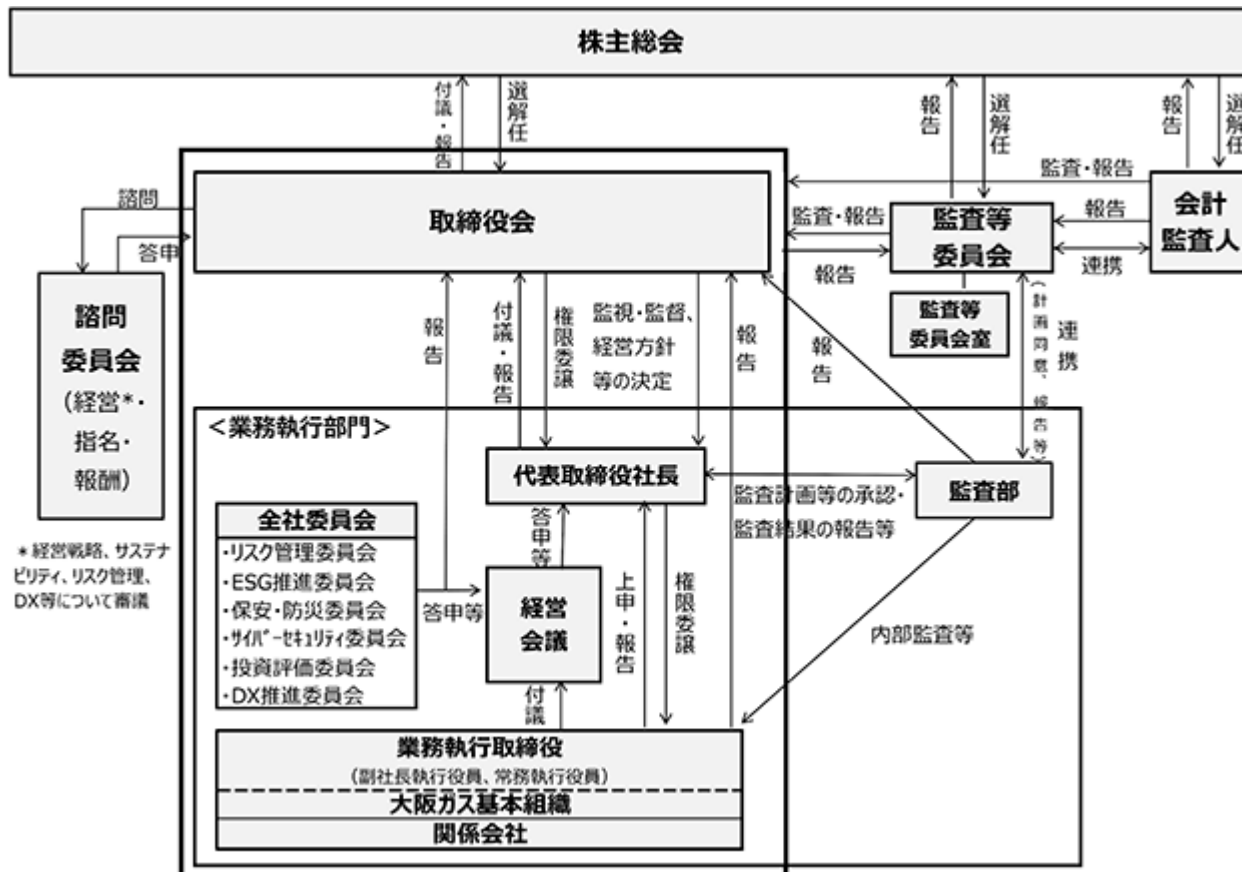 株主総会
付議・報告
選解任
報告
選解任
報告
選解任
諮問
答申
取締役会
監査・報告
監査・報告
報告
監査等
委員会
報告
連携
会計
監査人
監査等
委員会室
諮問
委員会
(経営*・
指名・
報酬)
*経営戦略、サステナ
ビリティ、リスク管理、
DX等について審議
報告
付議・報告
権限委譲
監視・監督、
経営方針
等の決定
報告
報告
(計画同意、報告等)
連携
<業務執行部門>
代表取締役社長
監査計画等の承認・
監査結果の報告等
監査部
全社委員会
・リスク管理委員会
・ESG推進委員会
・保安・防災委員会
・サイバーセキュリティ委員会
・投資評価委員会
・DX推進委員会
答申等
答申等
経営
会議
上申・報告
権限委譲
内部監査等
付議
業務執行取締役
(副社長執行役員、常務執行役員)
大阪ガス基本組織
関係会社